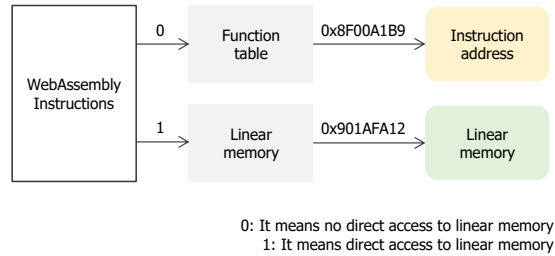 0
Function
table
0x8F00A1B9
Instruction
address
WebAssembly
Instructions
1
Linear
memory
0x901AFA12
Linear
memory
0: It means no direct access to linear memory
1: It means direct access to linear memory